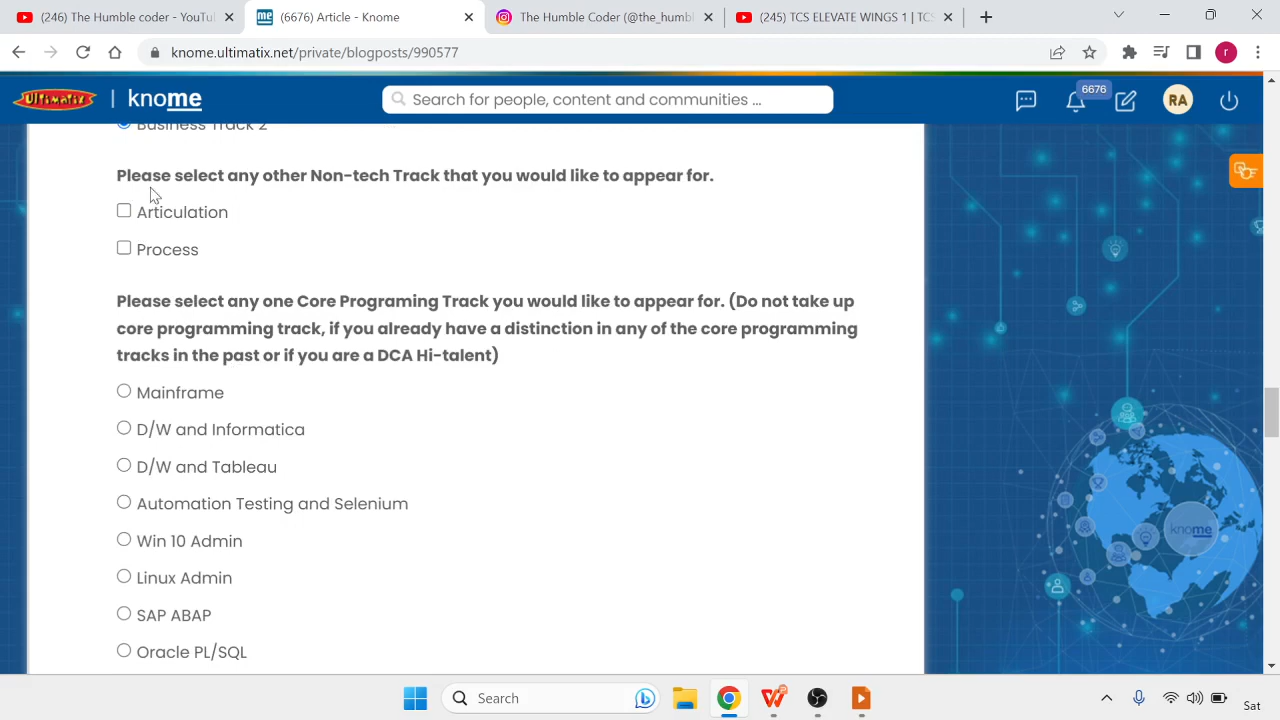 The Humble coder - YouTu
(6676) Article - Knome
The Humble Coder (@the_humb
(245) TCS ELEVATE WINGS 1 | TCS
knome.ultimatix.net/private/blogposts/990577
r
Ultimatix | knome
Search for people, content and communities ...
6676
RA
Business Track 2
Please select any other Non-tech Track that you would like to appear for.
Articulation
Process
Please select any one Core Programing Track you would like to appear for. (Do not take up
core programming track, if you already have a distinction in any of the core programming
tracks in the past or if you are a DCA Hi-talent)
Mainframe
D/W and Informatica
D/W and Tableau
Automation Testing and Selenium
Win 10 Admin
Linux Admin
SAP ABAP
Oracle PL/SQL
knome
Search
Sat